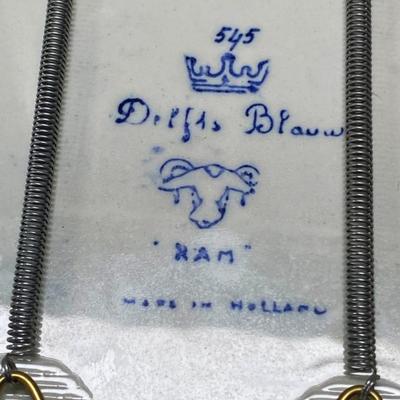 545
Delfts Blauw
"RAM"
MADE IN HOLLAND